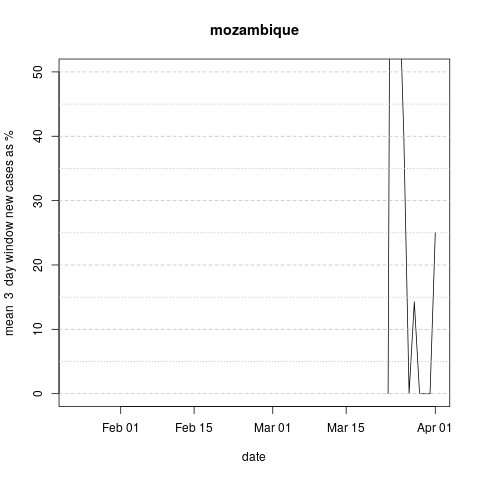 mozambique
mean  3  day window new cases as %
50
40
30
20
10
0
Feb 01
Feb 15
Mar 01
Mar 15
Apr 01
date